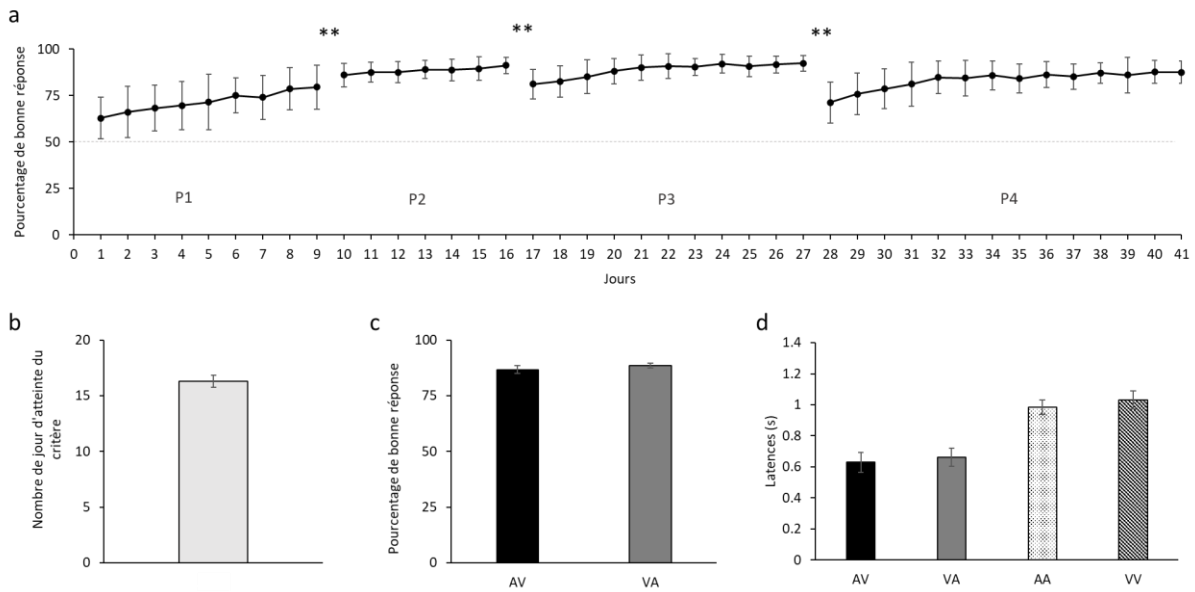 a
** ** **
Pourcentage de bonne réponse
100
75
50
25
0
P1 P2 P3 P4
0 1 2 3 4 5 6 7 8 9 10 11 12 13 14 15 16 17 18 19 20 21 22 23 24 25 26 27 28 29 30 31 32 33 34 35 36 37 38 39 40 41
Jours
b
Nombre de jour d'atteinte du
critère
20
15
10
5
0
c
Pourcentage de bonne réponse
100
75
50
25
0
AV VA
d
Latences (s)
1.4
1.2
1
0.8
0.6
0.4
0.2
0
AV VA AA VV